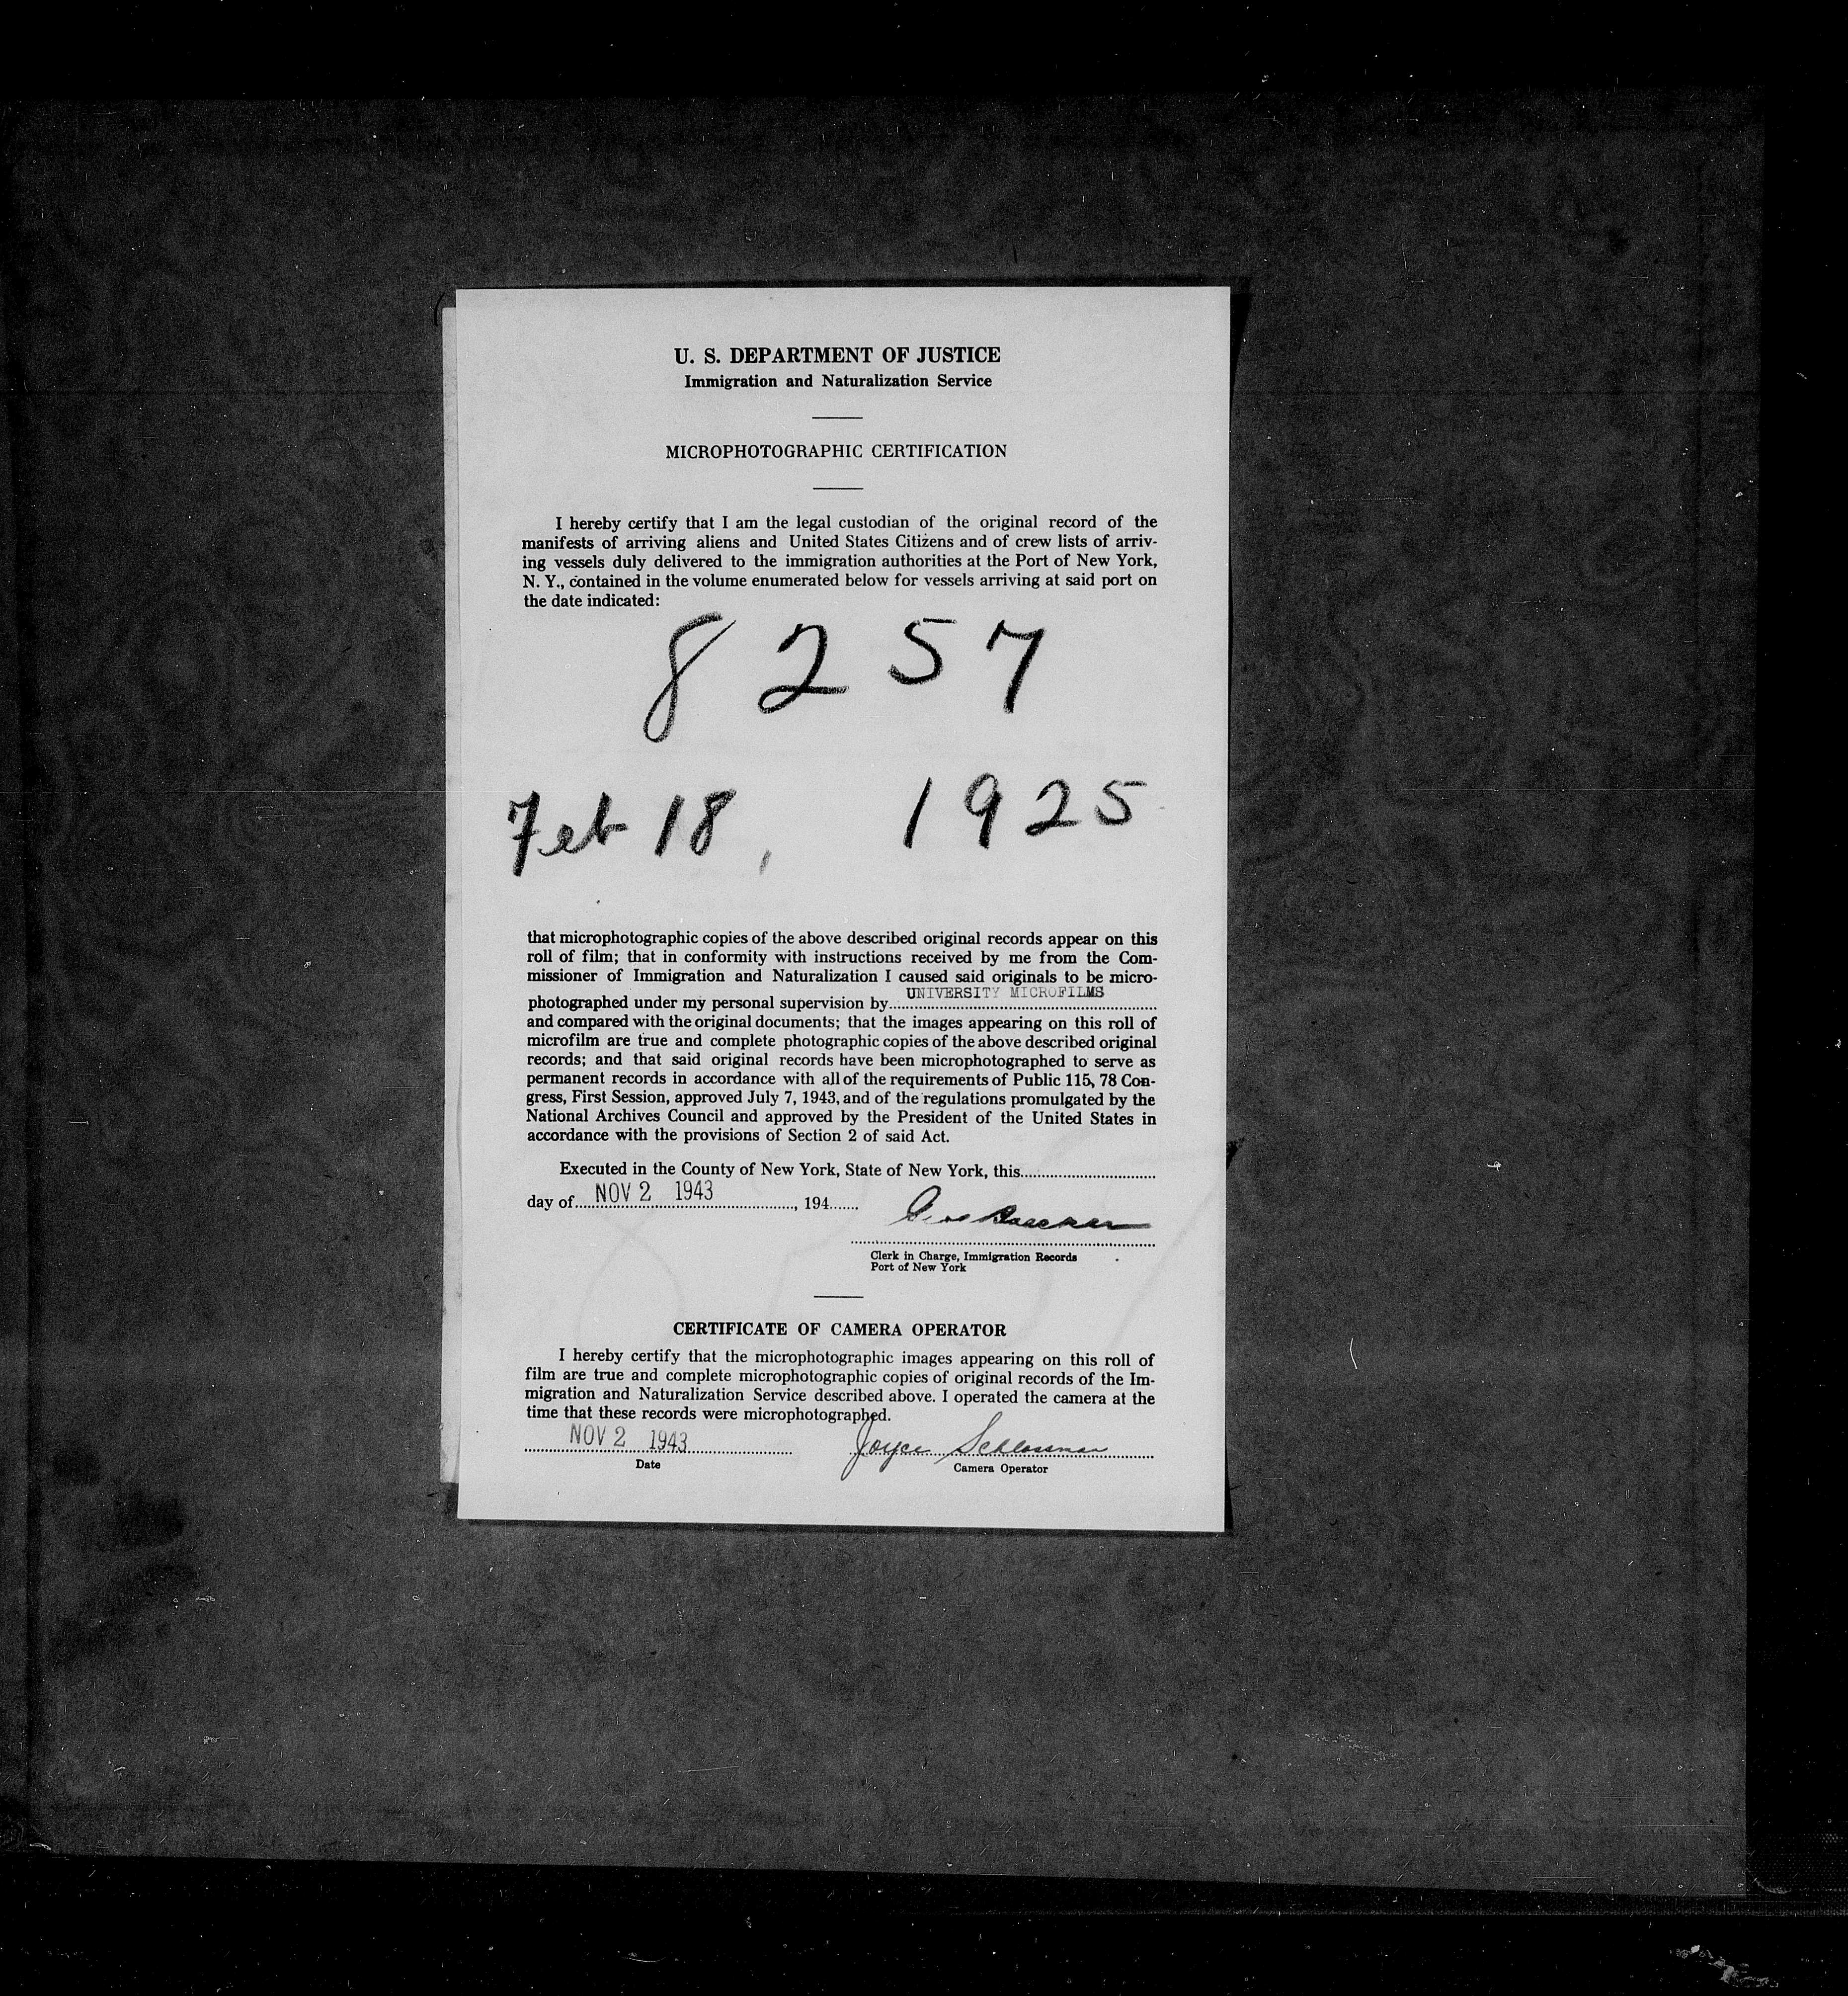 U. S. DEPARTMENT OF JUSTICE
Immigration and Naturalization Service
MICROPHOTOGRAPHIC CERTIFICATION
I hereby certify that I am the legal custodian of the original record of the
manifests of arriving aliens and United States Citizens and of crew lists of arriv-
ing vessels duly delivered to the immigration authorities at the Port of New York,
N. Y., contained in the volume enumerated below for vessels arriving at said port on
the date indicated:
8 2 5 7
Feb 18, 1925
that microphotographic copies of the above described original records appear on this
roll of film; that in conformity with instructions received by me from the Com-
missioner of Immigration and Naturalization I caused said originals to be micro-
photographed under my personal supervision by UNIVERSITY MICROFILMS
and compared with the original documents; that the images appearing on this roll of
microfilm are true and complete photographic copies of the above described original
records; and that said original records have been microphotographed to serve as
permanent records in accordance with all of the requirements of Public 115, 78 Con-
gress, First Session, approved July 7, 1943, and of the regulations promulgated by the
National Archives Council and approved by the President of the United States in
accordance with the provisions of Section 2 of said Act.
Executed in the County of New York, State of New York, this
day of NOV 2 1943, 194
Clerk in Charge, Immigration Records
Port of New York
CERTIFICATE OF CAMERA OPERATOR
I hereby certify that the microphotographic images appearing on this roll of
film are true and complete microphotographic copies of original records of the Im-
migration and Naturalization Service described above. I operated the camera at the
time that these records were microphotographed.
NOV 2 1943 Joyce Schlossman
Date Camera Operator